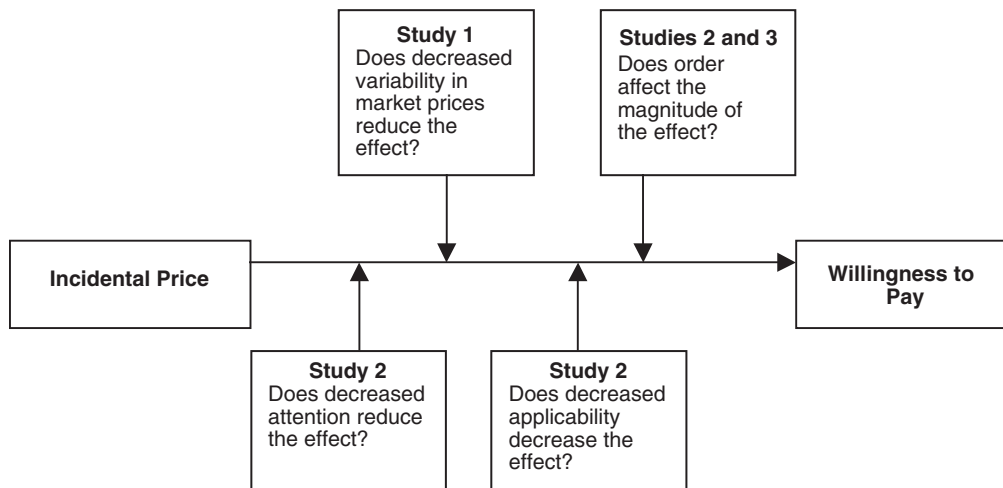 Study 1
Does decreased
variability in
market prices
reduce the
effect?
Studies 2 and 3
Does order
affect the
magnitude of
the effect?
Incidental Price
Willingness to
Pay
Study 2
Does decreased
attention reduce
the effect?
Study 2
Does decreased
applicability
decrease the
effect?